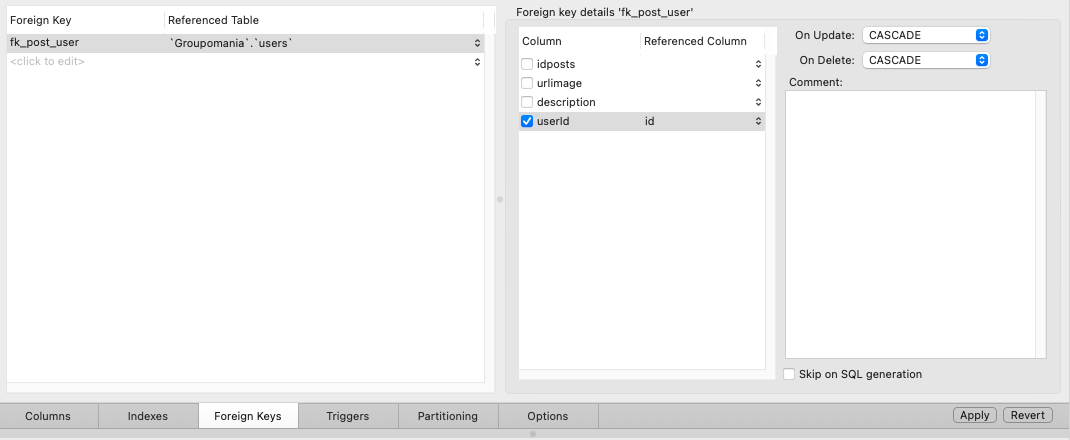 Foreign Key Referenced Table
fk_post_user `Groupomania`.`users`
<click to edit>
Foreign key details 'fk_post_user'
Column Referenced Column
idposts
urlimage
description
userId id
On Update: CASCADE
On Delete: CASCADE
Comment:
Skip on SQL generation
Columns Indexes Foreign Keys Triggers Partitioning Options Apply Revert